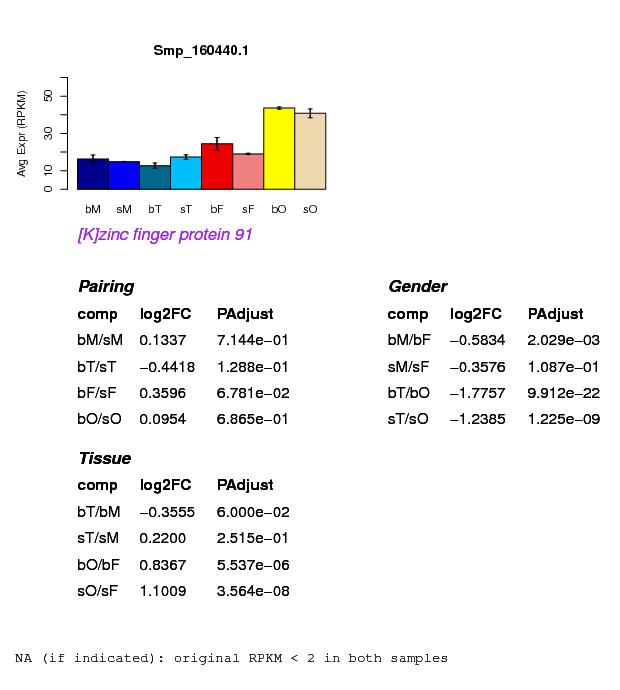 Smp_160440.1
Avg Expr (RPKM)
0 10 30 50
bM sM bT sT bF sF bO sO
[K]zinc finger protein 91
Pairing
comp log2FC PAdjust
bM/sM 0.1337 7.144e−01
bT/sT −0.4418 1.288e−01
bF/sF 0.3596 6.781e−02
bO/sO 0.0954 6.865e−01
Gender
comp log2FC PAdjust
bM/bF −0.5834 2.029e−03
sM/sF −0.3576 1.087e−01
bT/bO −1.7757 9.912e−22
sT/sO −1.2385 1.225e−09
Tissue
comp log2FC PAdjust
bT/bM −0.3555 6.000e−02
sT/sM 0.2200 2.515e−01
bO/bF 0.8367 5.537e−06
sO/sF 1.1009 3.564e−08
NA (if indicated): original RPKM < 2 in both samples